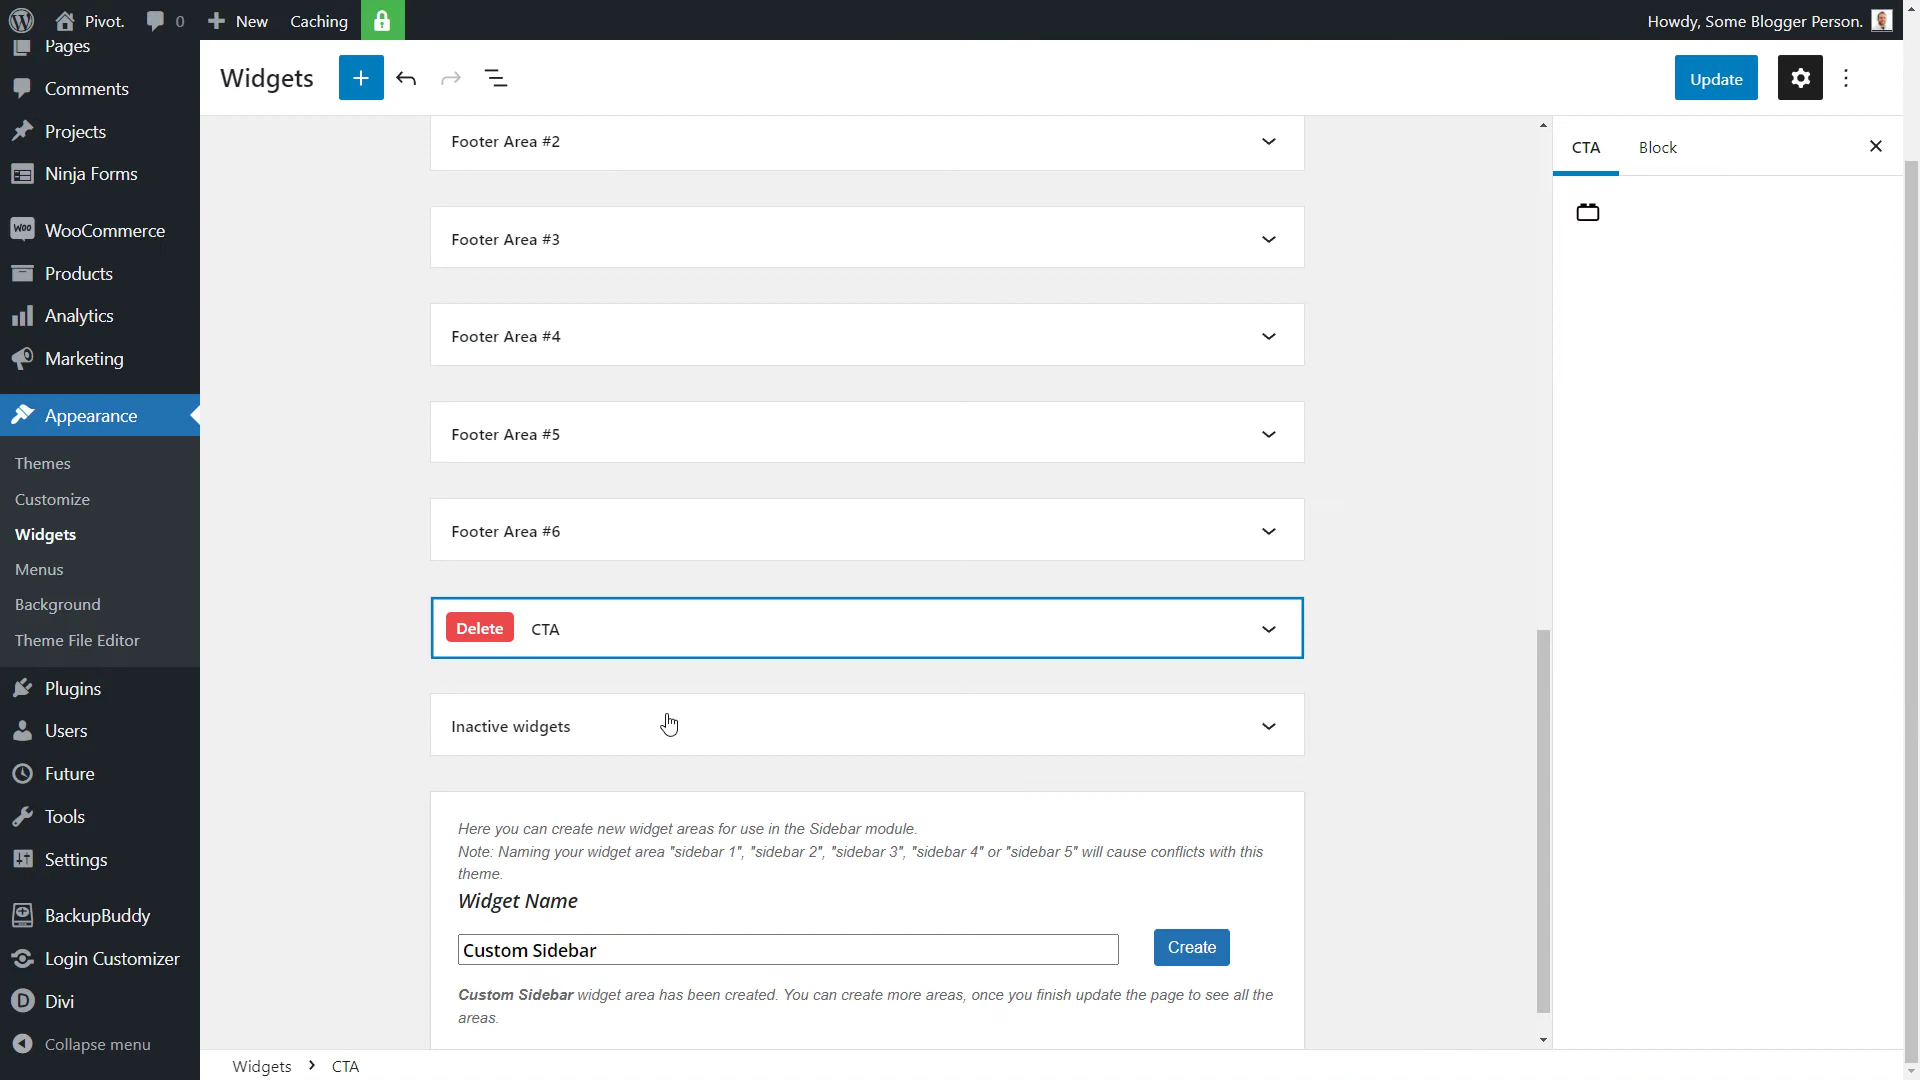 Pivot.
0
New
Caching
Howdy, Some Blogger Person.
Pages
Comments
Projects
Ninja Forms
Woo
WooCommerce
Products
Analytics
Marketing
Appearance
Themes
Customize
Widgets
Menus
Background
Theme File Editor
Plugins
Users
Future
Tools
Settings
BackupBuddy
Login Customizer
D
Divi
Collapse menu
Widgets
Update
Footer Area #2
Footer Area #3
Footer Area #4
Footer Area #5
Footer Area #6
Delete CTA
Inactive widgets
Here you can create new widget areas for use in the Sidebar module.
Note: Naming your widget area "sidebar 1", "sidebar 2", "sidebar 3", "sidebar 4" or "sidebar 5" will cause conflicts with this
theme.
Widget Name
Custom Sidebar
Create
Custom Sidebar widget area has been created. You can create more areas, once you finish update the page to see all the
areas.
Widgets > CTA
CTA
Block